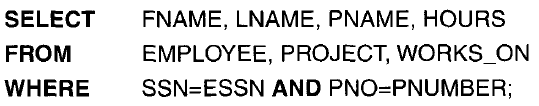 SELECT FNAME, LNAME, PNAME, HOURS
FROM EMPLOYEE, PROJECT, WORKS_ON
WHERE SSN=ESSN AND PNO=PNUMBER;